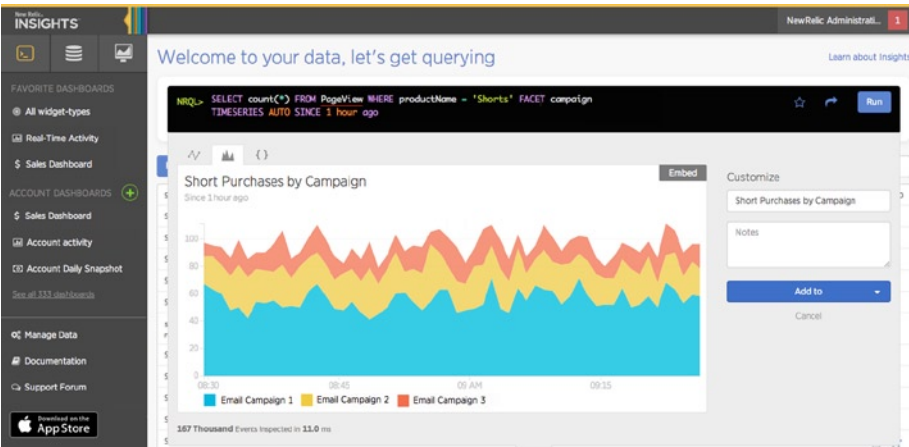 New Relic.
INSIGHTS
NewRelic Administrati...
1
FAVORITE DASHBOARDS
All widget-types
Real-Time Activity
$ Sales Dashboard
ACCOUNT DASHBOARDS
$ Sales Dashboard
Account activity
Account Daily Snapshot
See all 333 dashboards
Manage Data
Documentation
Support Forum
Download on the
App Store
Welcome to your data, let's get querying
Learn about Insights
NRQL> SELECT count(*) FROM PageView WHERE productName = 'Shorts' FACET campaign
TIMESERIES AUTO SINCE 1 hour ago
Run
{}
Short Purchases by Campaign
Since 1 hour ago
Embed
100
80
60
40
20
0
08:30 08:45 09 AM 09:15
Email Campaign 1 Email Campaign 2 Email Campaign 3
167 Thousand Events inspected in 11.0 ms
Customize
Short Purchases by Campaign
Notes
Add to
Cancel